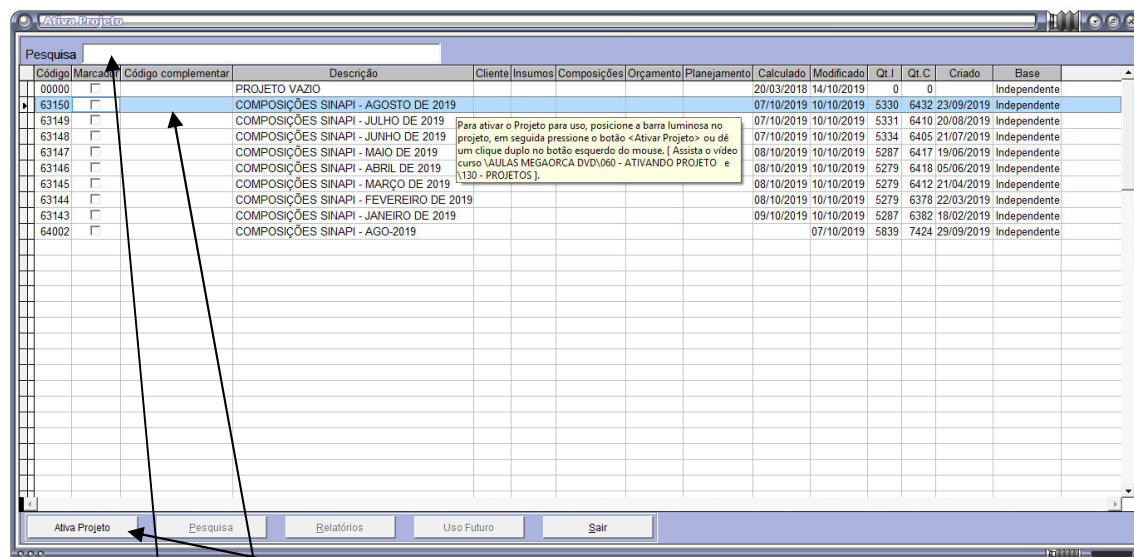 Ativa Projeto
Pesquisa
Código Marcador Código complementar Descrição Cliente Insumos Composições Orçamento Planejamento Calculado Modificado Qt.I Qt.C Criado Base
00000 PROJETO VAZIO 20/03/2018 14/10/2019 0 0 Independente
63150 COMPOSIÇÕES SINAPI - AGOSTO DE 2019 07/10/2019 10/10/2019 5330 6432 23/09/2019 Independente
63149 COMPOSIÇÕES SINAPI - JULHO DE 2019 07/10/2019 10/10/2019 5331 6410 20/08/2019 Independente
63148 COMPOSIÇÕES SINAPI - JUNHO DE 2019 07/10/2019 10/10/2019 5334 6405 21/07/2019 Independente
63147 COMPOSIÇÕES SINAPI - MAIO DE 2019 08/10/2019 10/10/2019 5287 6417 19/06/2019 Independente
63146 COMPOSIÇÕES SINAPI - ABRIL DE 2019 08/10/2019 10/10/2019 5279 6418 05/06/2019 Independente
63145 COMPOSIÇÕES SINAPI - MARÇO DE 2019 08/10/2019 10/10/2019 5279 6412 21/04/2019 Independente
63144 COMPOSIÇÕES SINAPI - FEVEREIRO DE 2019 08/10/2019 10/10/2019 5279 6378 22/03/2019 Independente
63143 COMPOSIÇÕES SINAPI - JANEIRO DE 2019 09/10/2019 10/10/2019 5287 6382 18/02/2019 Independente
64002 COMPOSIÇÕES SINAPI - AGO-2019 07/10/2019 5839 7424 29/09/2019 Independente
Para ativar o Projeto para uso, posicione a barra luminosa no
projeto, em seguida pressione o botão <Ativar Projeto> ou dê
um clique duplo no botão esquerdo do mouse. [ Assista o vídeo
curso \AULAS MEGAORCA DVD\060 - ATIVANDO PROJETO e
\130 - PROJETOS ].
Ativa Projeto Pesquisa Relatórios Uso Futuro Sair